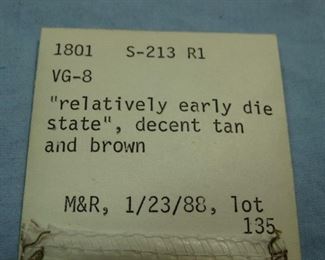 1801 S-213 R1
VG-8
"relatively early die
state", decent tan
and brown
M&R, 1/23/88, lot
135